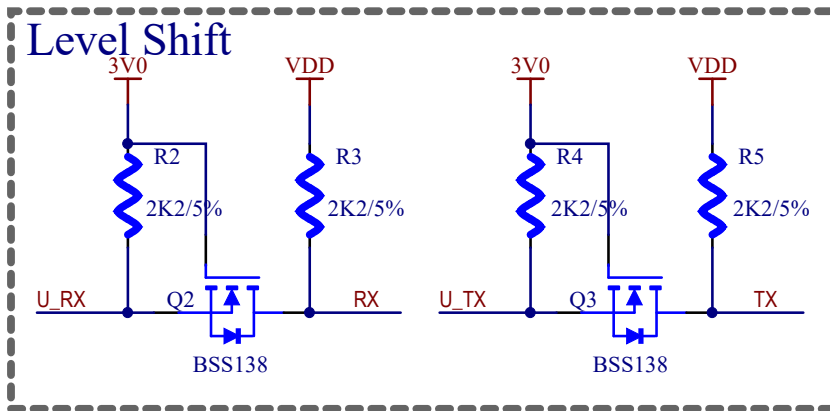 Level Shift
3V0 VDD 3V0 VDD
R2 R3 R4 R5
2K2/5% 2K2/5% 2K2/5% 2K2/5%
U_RX Q2 RX U_TX Q3 TX
BSS138 BSS138